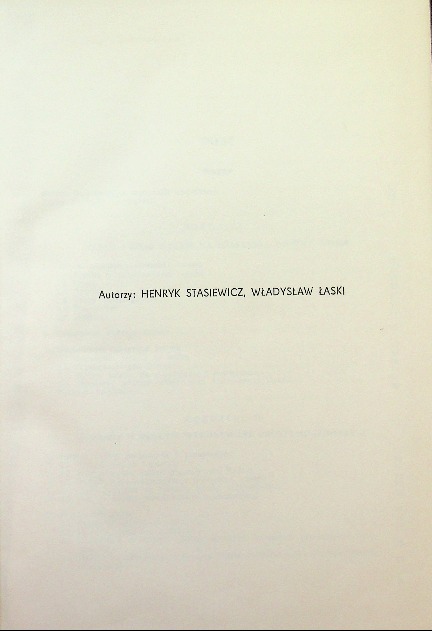 Autorzy: HENRYK STASIEWICZ, WŁADYSŁAW ŁASKI